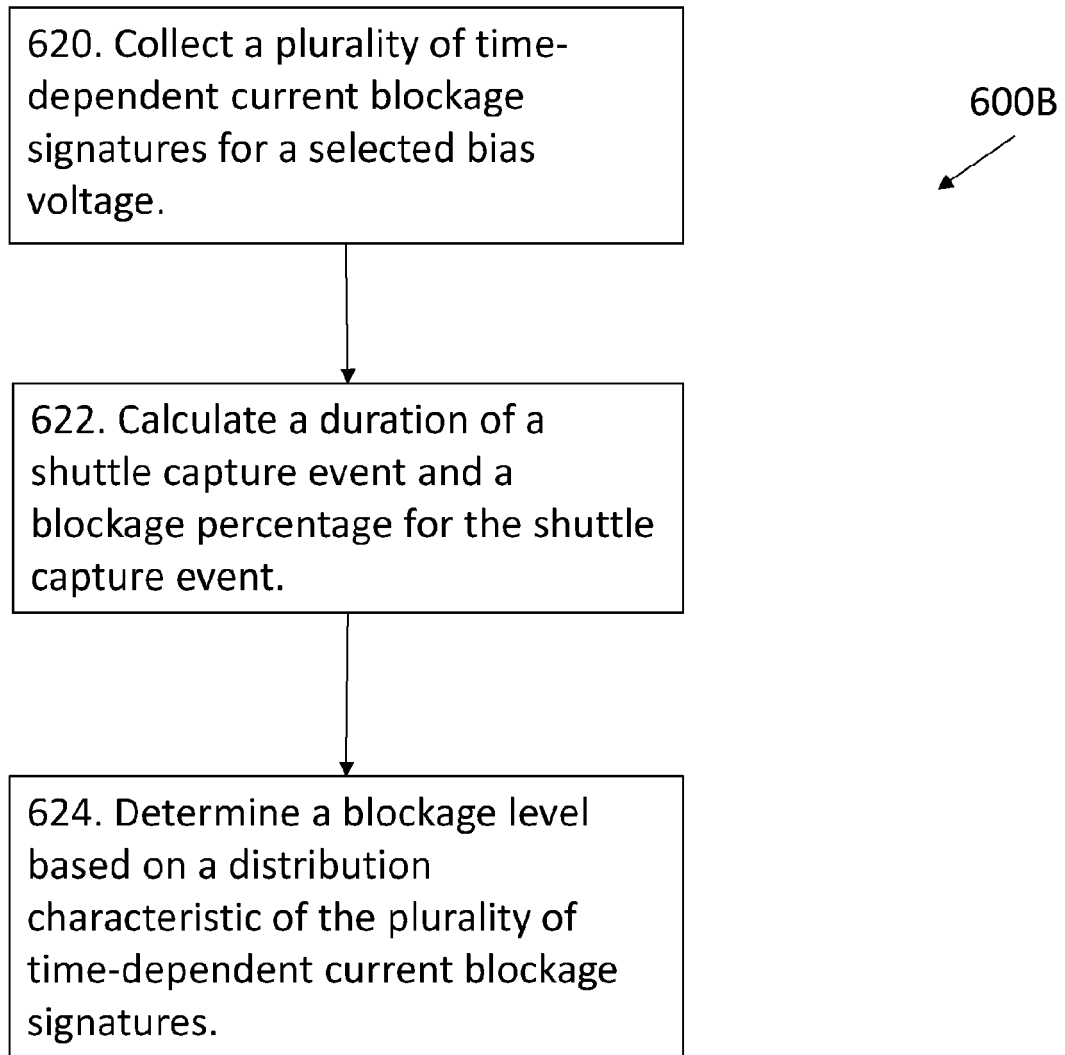 620. Collect a plurality of time-
dependent current blockage
signatures for a selected bias
voltage.
600B
622. Calculate a duration of a
shuttle capture event and a
blockage percentage for the shuttle
capture event.
624. Determine a blockage level
based on a distribution
characteristic of the plurality of
time-dependent current blockage
signatures.